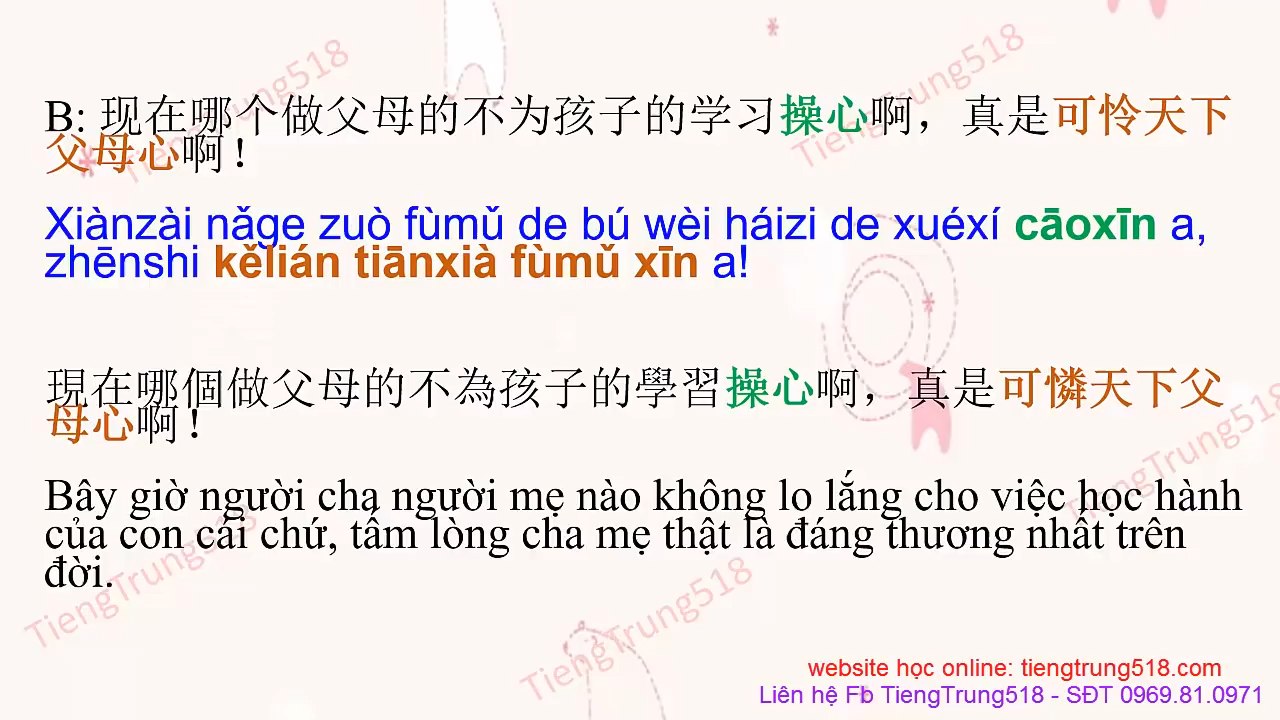 B: 现在哪个做父母的不为孩子的学习操心啊，真是可怜天下
父母心啊！
Xiànzài nǎge zuò fùmǔ de bú wèi háizi de xuéxí cāoxīn a,
zhēnshi kělián tiānxià fùmǔ xīn a!
現在哪個做父母的不為孩子的學習操心啊，真是可憐天下父
母心啊！
Bây giờ người cha người mẹ nào không lo lắng cho việc học hành
của con cái chứ, tấm lòng cha mẹ thật là đáng thương nhất trên
đời.
website học online: tiengtrung518.com
Liên hệ Fb TiengTrung518 - SĐT 0969.81.0971
TiengTrung518
TiengTrung518
TiengTrung518
TiengTrung518
TiengTrung518